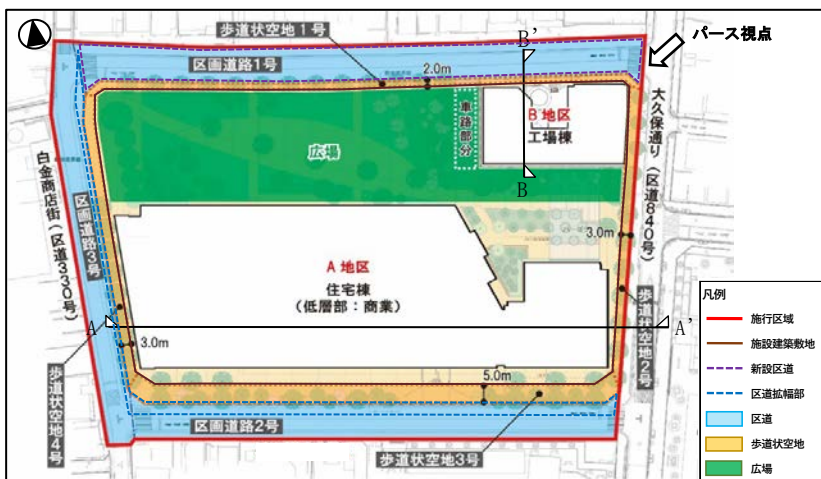 歩道状空地1号
B'
パース視点
区画道路1号
2.0m
大久保通り(区道840号)
車路部分
B地区
工場棟
広場
B
白金商店街(区道330号)
区画道路3号
3.0m
A 地区
住宅棟
(低層部:商業)
凡例
施行区域
施設建築敷地
新設区道
区道拡幅部
区道
歩道状空地
広場
A
A'
3.0m
歩道状空地2号
5.0m
歩道状空地4号
区画道路2号
歩道状空地3号